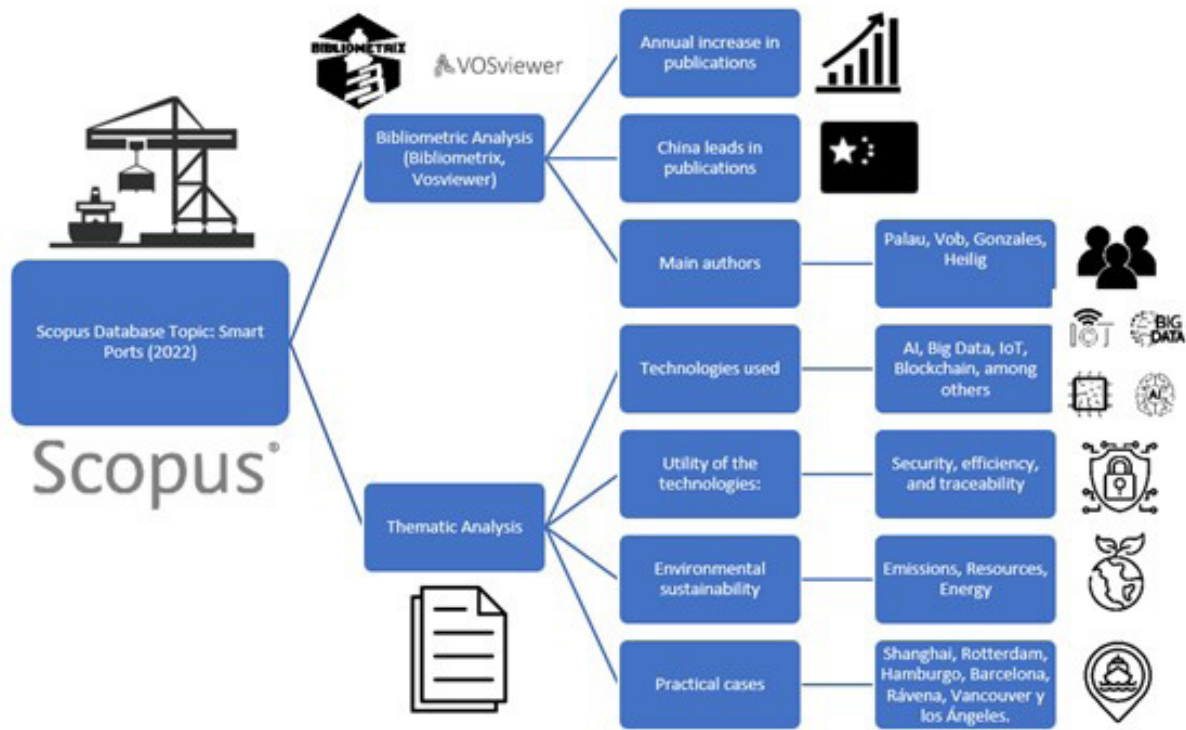 BIBLIOMETRIX
VOSviewer
Annual increase in
publications
Bibliometric Analysis
(Bibliometrix,
Vosviewer)
China leads in
publications
Main authors
Palau, Vob, Gonzales,
Heilig
Scopus Database Topic: Smart
Ports (2022)
Scopus®
IoT
BIG
DATA
Technologies used
AI, Big Data, IoT,
Blockchain, among
others
AI
Utility of the
technologies:
Security, efficiency,
and traceability
Thematic Analysis
Environmental
sustainability
Emissions, Resources,
Energy
Practical cases
Shanghai, Rotterdam,
Hamburgo, Barcelona,
Rávena, Vancouver y
los Ángeles.